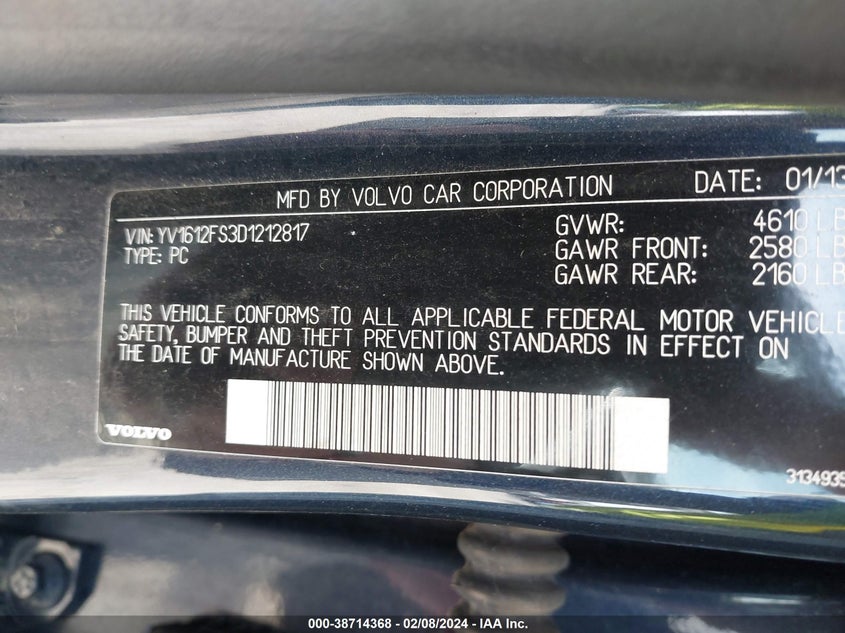 MFD BY VOLVO CAR CORPORATION DATE: 01/13
VIN: YV1612FS3D1212817
TYPE: PC
GVWR: 4610 LB
GAWR FRONT: 2580 LB
GAWR REAR: 2160 LB
THIS VEHICLE CONFORMS TO ALL APPLICABLE FEDERAL MOTOR VEHICLE
SAFETY, BUMPER AND THEFT PREVENTION STANDARDS IN EFFECT ON
THE DATE OF MANUFACTURE SHOWN ABOVE.
VOLVO
3134935
000-38714368 - 02/08/2024 - IAA Inc.